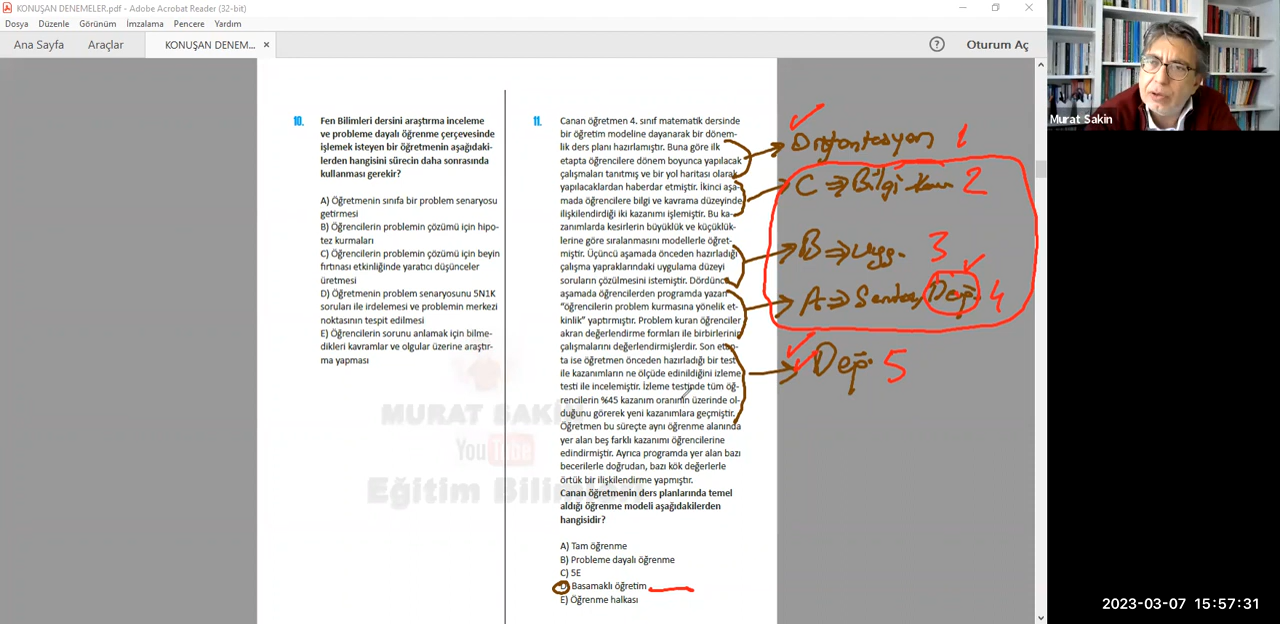 KONUŞAN DENEMELER.pdf - Adobe Acrobat Reader (32-bit)
Dosya Düzenle Görünüm İmzalama Pencere Yardım
Ana Sayfa Araçlar KONUŞAN DENEM... × ? Oturum Aç
10. Fen Bilimleri dersini araştırma inceleme
ve probleme dayalı öğrenme çerçevesinde
işlemek isteyen bir öğretmenin aşağıdaki-
lerden hangisini sürecin daha sonrasında
kullanması gerekir?
A) Öğretmenin sınıfa bir problem senaryosu
getirmesi
B) Öğrencilerin problemin çözümü için hipo-
tez kurmaları
C) Öğrencilerin problemin çözümü için beyin
fırtınası etkinliğinde yaratıcı düşünceler
üretmesi
D) Öğretmenin problem senaryosunu 5N1K
soruları ile irdelemesi ve problemin merkezi
noktasının tespit edilmesi
E) Öğrencilerin sorunu anlamak için bilme-
dikleri kavramlar ve olgular üzerine araştır-
ma yapması
11. Canan öğretmen 4. sınıf matematik dersinde
bir öğretim modeline dayanarak bir dönem-
lik ders planı hazırlamıştır. Buna göre ilk
etapta öğrencilere dönem boyunca yapılacak
çalışmaları tanıtmış ve bir yol haritası olarak
yapılacaklardan haberdar etmiştir. İkinci aşa-
mada öğrencilere bilgi ve kavrama düzeyinde
ilişkilendirdiği iki kazanımı işlemiştir. Bu ka-
zanımlarda kesirlerin büyüklük ve küçüklük-
lerine göre sıralanmasını modellerle öğret-
miştir. Üçüncü aşamada önceden hazırladığı
çalışma yapraklarındaki uygulama düzeyi
soruların çözülmesini istemiştir. Dördüncü
aşamada öğrencilerden programda yazan
“öğrencilerin problem kurmasına yönelik et-
kinlik” yaptırmıştır. Problem kuran öğrenciler
akran değerlendirme formları ile birbirlerinin
çalışmalarını değerlendirmişlerdir. Son etap-
ta ise öğretmen önceden hazırladığı bir test
ile kazanımların ne ölçüde edinildiğini izleme
testi ile incelemiştir. İzleme testinde tüm öğ-
rencilerin %45 kazanım oranının üzerinde ol-
duğunu görerek yeni kazanımlara geçmiştir.
Öğretmen bu süreçte aynı öğrenme alanında
yer alan beş farklı kazanımı öğrencilerine
edindirmiştir. Ayrıca programda yer alan bazı
becerilerle doğrudan, bazı kök değerlerle
örtük bir ilişkilendirme yapmıştır.
Canan öğretmenin ders planlarında temel
aldığı öğrenme modeli aşağıdakilerden
hangisidir?
A) Tam öğrenme
B) Probleme dayalı öğrenme
C) 5E
D) Basamaklı öğretim
E) Öğrenme halkası
1
C ⇒ Bilgi 2
B ⇒ Uyg. 3
A ⇒ Değ. 4
Değ. 5
MURAT SAKİN
YouTube
Eğitim Bilimleri
Murat Sakin
2023-03-07 15:57:31